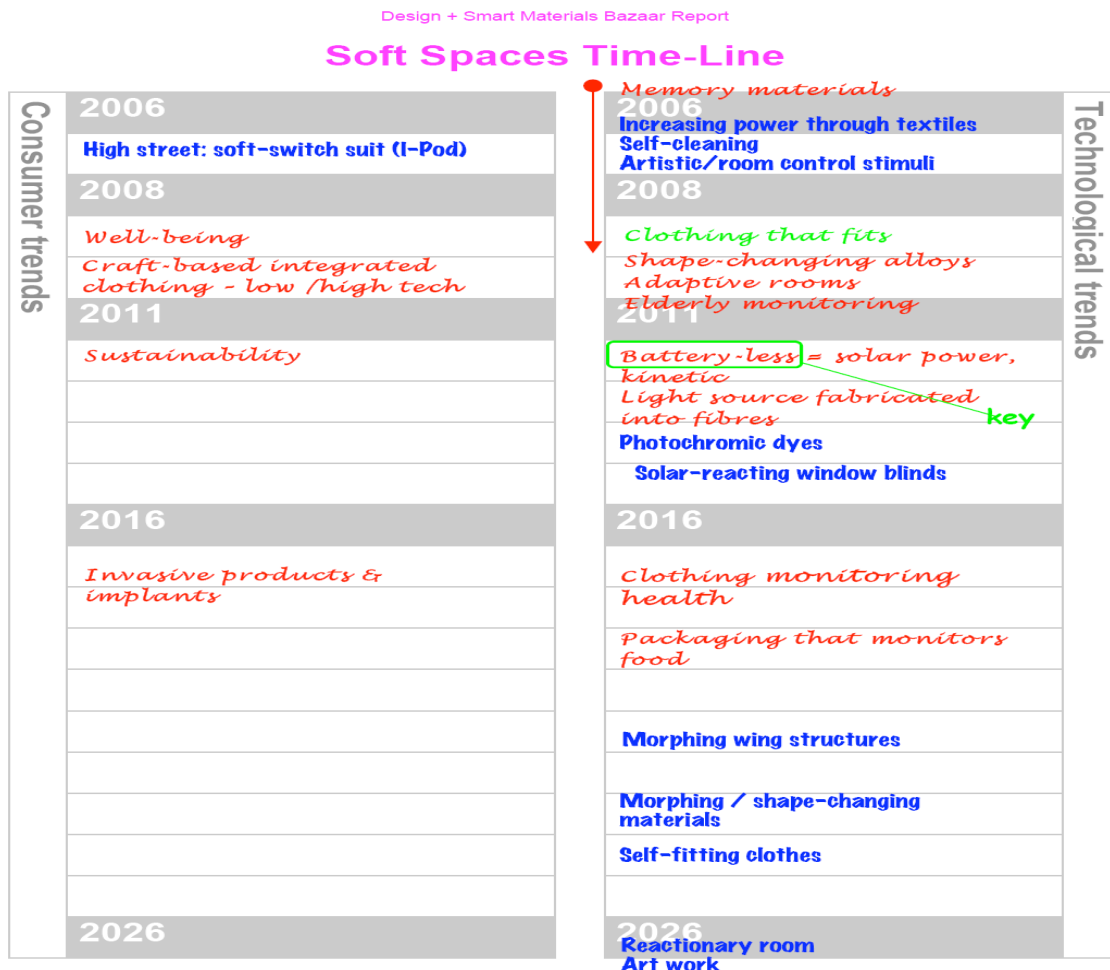 Design + Smart Materials Bazaar Report
Soft Spaces Time-Line
Consumer trends
2006
High street: soft-switch suit (I-Pod)
2008
Well-being
Craft-based integrated
clothing - low /high tech
2011
Sustainability
2016
Invasive products &
implants
2026
Technological trends
Memory materials
2006
Increasing power through textiles
Self-cleaning
Artistic/room control stimuli
2008
Clothing that fits
Shape-changing alloys
Adaptive rooms
Elderly monitoring
2011
Battery-less = solar power,
kinetic
Light source fabricated
into fibres
key
Photochromic dyes
Solar-reacting window blinds
2016
Clothing monitoring
health
Packaging that monitors
food
Morphing wing structures
Morphing / shape-changing
materials
Self-fitting clothes
2026
Reactionary room
Art work